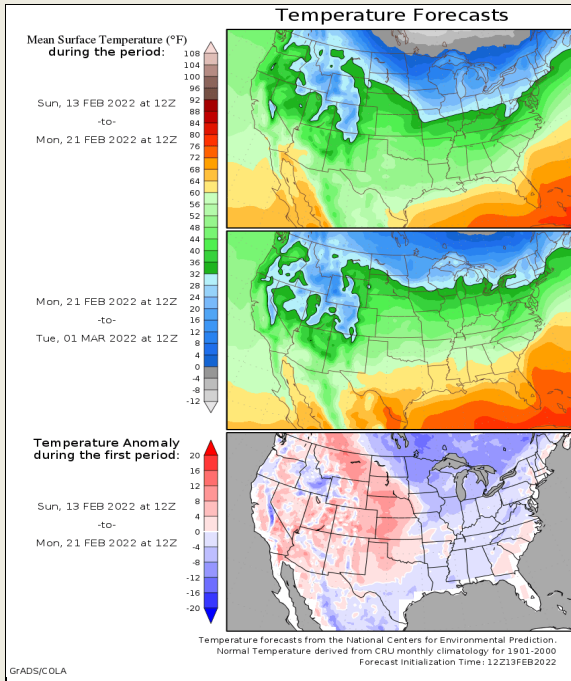 Temperature Forecasts
Mean Surface Temperature (°F)
during the period:
108
104
100
96
92
88
84
80
76
72
68
64
60
56
52
48
44
40
36
32
28
24
20
16
12
8
4
0
-4
-8
-12
Sun, 13 FEB 2022 at 12Z
-to-
Mon, 21 FEB 2022 at 12Z
Mon, 21 FEB 2022 at 12Z
-to-
Tue, 01 MAR 2022 at 12Z
Temperature Anomaly
during the first period:
20
16
12
8
4
0
-4
-8
-12
-16
-20
Sun, 13 FEB 2022 at 12Z
-to-
Mon, 21 FEB 2022 at 12Z
Temperature forecasts from the National Centers for Environmental Prediction.
Normal Temperature derived from CRU monthly climatology for 1901-2000
Forecast Initialization Time: 12Z13FEB2022
GrADS/COLA